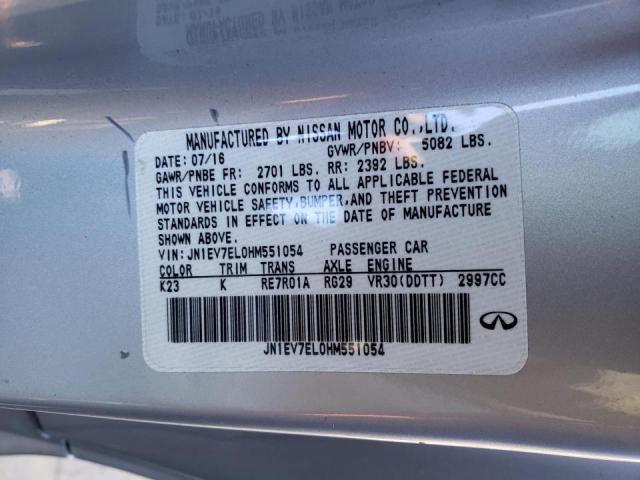 MANUFACTURED BY NISSAN MOTOR CO.,LTD.
DATE: 07/16 GVWR/PNBV: 5082 LBS.
GAWR/PNBE FR: 2701 LBS. RR: 2392 LBS.
THIS VEHICLE CONFORMS TO ALL APPLICABLE FEDERAL
MOTOR VEHICLE SAFETY, BUMPER, AND THEFT PREVENTION
STANDARDS IN EFFECT ON THE DATE OF MANUFACTURE
SHOWN ABOVE.
VIN: JN1EV7EL0HM551054 PASSENGER CAR
COLOR TRIM TRANS AXLE ENGINE
K23 K RE7R01A RG29 VR30(DDTT) 2997CC
JN1EV7EL0HM551054